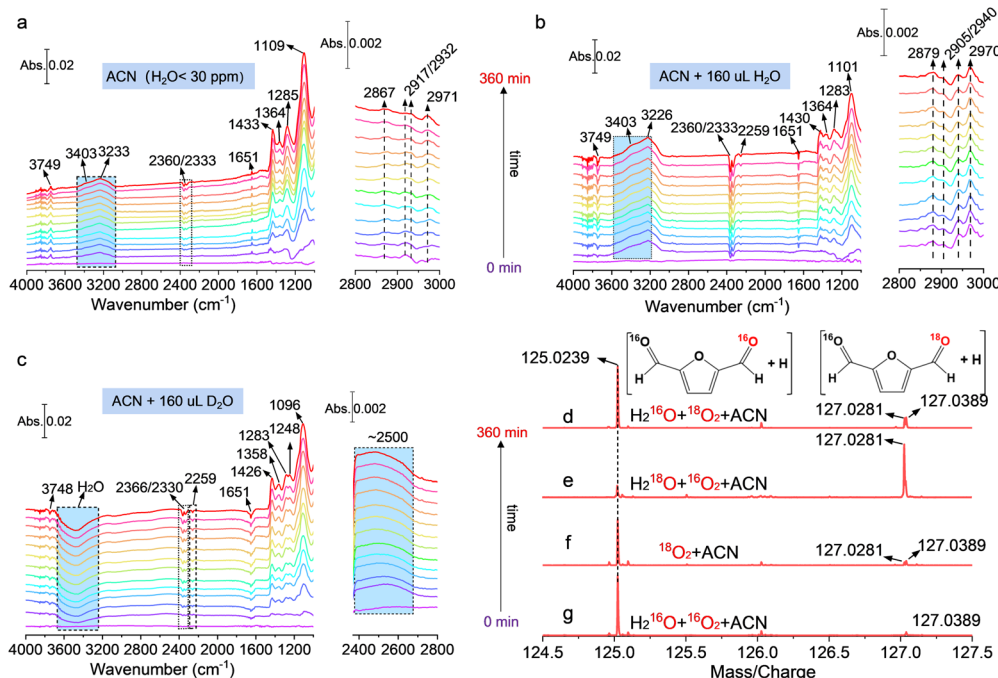 a
Abs. 0.02
ACN (H2O< 30 ppm)
1109
1285
1364
1433
3749
3403
3233
2360/2333
1651
4000 3600 3200 2400 2000 1600 1200
Wavenumber (cm-1)
Abs. 0.002
2867
2917/2932
2971
2800 2900 3000
360 min
time
0 min
b
Abs. 0.02
ACN + 160 uL H2O
1101
1283
1364
1430
3749
3403
3226
2360/2333
2259
1651
4000 3600 3200 2400 2000 1600 1200
Wavenumber (cm-1)
Abs. 0.002
2879
2905/2940
2970
2800 2900 3000
c
Abs. 0.02
ACN + 160 uL D2O
1096
1248
1283
1358
1426
3748
H2O
2366/2330
2259
1651
4000 3600 3200 2400 2000 1600 1200
Wavenumber (cm-1)
Abs. 0.002
~2500
2400 2600 2800
360 min
time
0 min
125.0239
16O 16O
H H + H
O
16O 18O
H H + H
O
d H216O+18O2+ACN 127.0281 127.0389
e H218O+16O2+ACN 127.0281
f 18O2+ACN 127.0281 127.0389
g H216O+16O2+ACN 127.0389
124.5 125.0 125.5 126.0 126.5 127.0 127.5
Mass/Charge